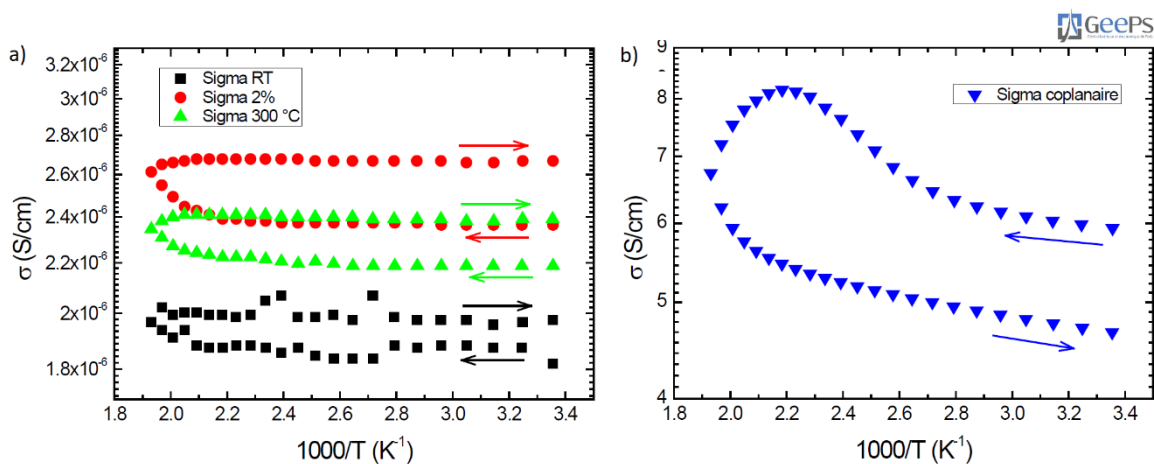 GeePs
a)
3.2x10⁻⁶
3x10⁻⁶
2.8x10⁻⁶
2.6x10⁻⁶
2.4x10⁻⁶
2.2x10⁻⁶
2x10⁻⁶
1.8x10⁻⁶
σ (S/cm)
Sigma RT
Sigma 2%
Sigma 300 °C
1.8 2.0 2.2 2.4 2.6 2.8 3.0 3.2 3.4
1000/T (K⁻¹)
b)
9
8
7
6
5
4
σ (S/cm)
Sigma coplanaire
1.8 2.0 2.2 2.4 2.6 2.8 3.0 3.2 3.4
1000/T (K⁻¹)